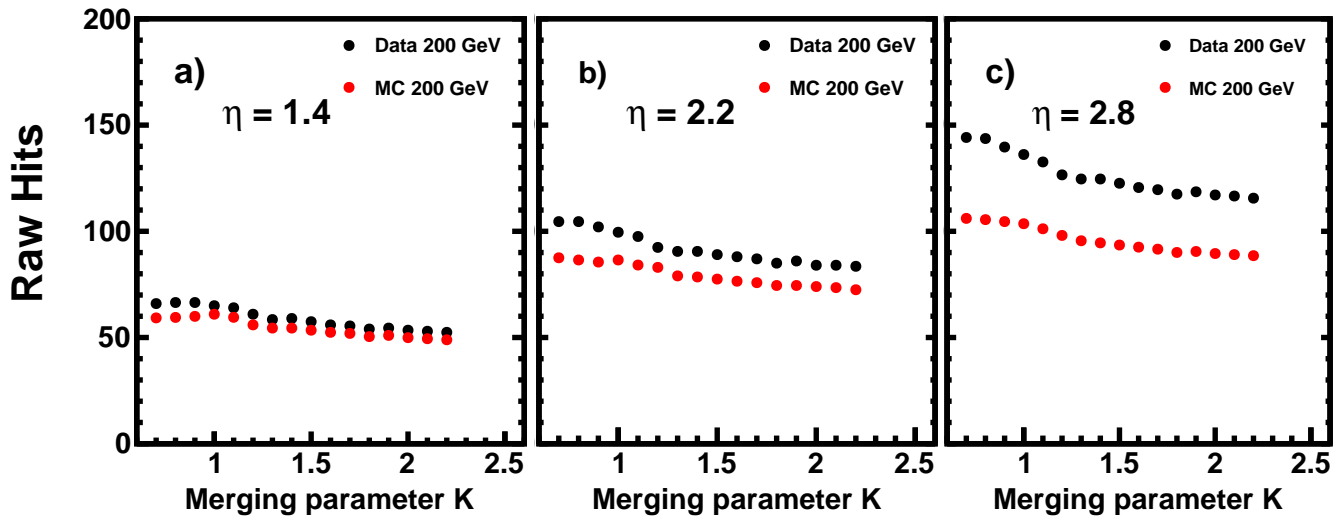 200
150
100
50
0
Raw Hits
a)
Data 200 GeV
MC 200 GeV
η = 1.4
1
1.5
2
2.5
Merging parameter K
b)
Data 200 GeV
MC 200 GeV
η = 2.2
1
1.5
2
2.5
Merging parameter K
c)
Data 200 GeV
MC 200 GeV
η = 2.8
1
1.5
2
2.5
Merging parameter K